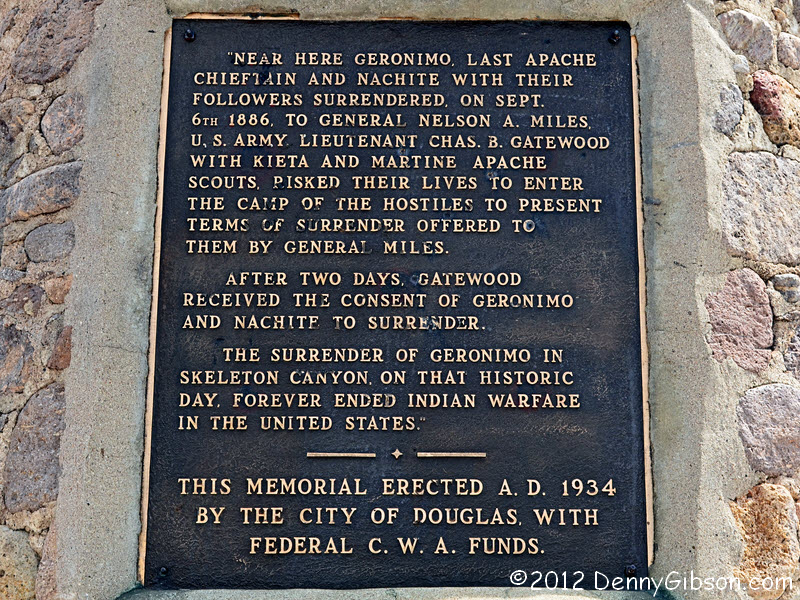 "NEAR HERE GERONIMO, LAST APACHE
CHIEFTAIN AND NACHITE WITH THEIR
FOLLOWERS SURRENDERED, ON SEPT.
6TH 1886, TO GENERAL NELSON A. MILES,
U. S. ARMY. LIEUTENANT CHAS. B. GATEWOOD
WITH KIETA AND MARTINE APACHE
SCOUTS, RISKED THEIR LIVES TO ENTER
THE CAMP OF THE HOSTILES TO PRESENT
TERMS OF SURRENDER OFFERED TO
THEM BY GENERAL MILES.
AFTER TWO DAYS, GATEWOOD
RECEIVED THE CONSENT OF GERONIMO
AND NACHITE TO SURRENDER.
THE SURRENDER OF GERONIMO IN
SKELETON CANYON, ON THAT HISTORIC
DAY, FOREVER ENDED INDIAN WARFARE
IN THE UNITED STATES."
THIS MEMORIAL ERECTED A. D. 1934
BY THE CITY OF DOUGLAS, WITH
FEDERAL C. W. A. FUNDS.
©2012 DennyGibson.com